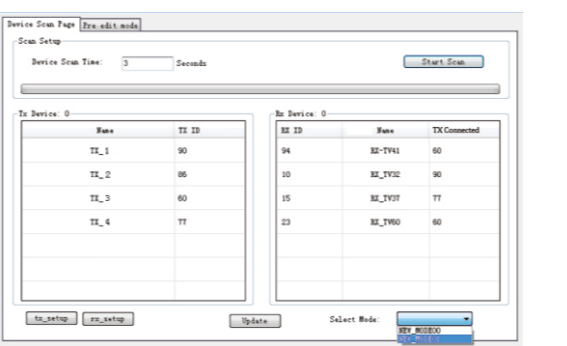 Device Scan Page Pre-edit mode
Scan Setup
Device Scan Time: 3 Seconds Start Scan
Tx Device: 0 Rx Device: 0
Name TX ID RX ID Name TX Connected
TX_1 90 94 RX-TV41 60
TX_2 86 10 RX_TV32 90
TX_3 60 15 RX_TV37 77
TX_4 77 23 RX_TV60 60
tx_setup rx_setup Update Select Mode:
NEW_MODE00